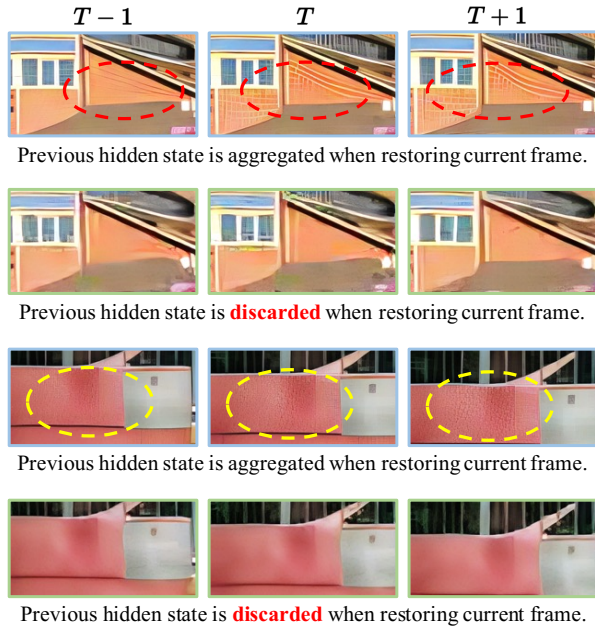 T − 1 T T + 1
Previous hidden state is aggregated when restoring current frame.
Previous hidden state is discarded when restoring current frame.
Previous hidden state is aggregated when restoring current frame.
Previous hidden state is discarded when restoring current frame.